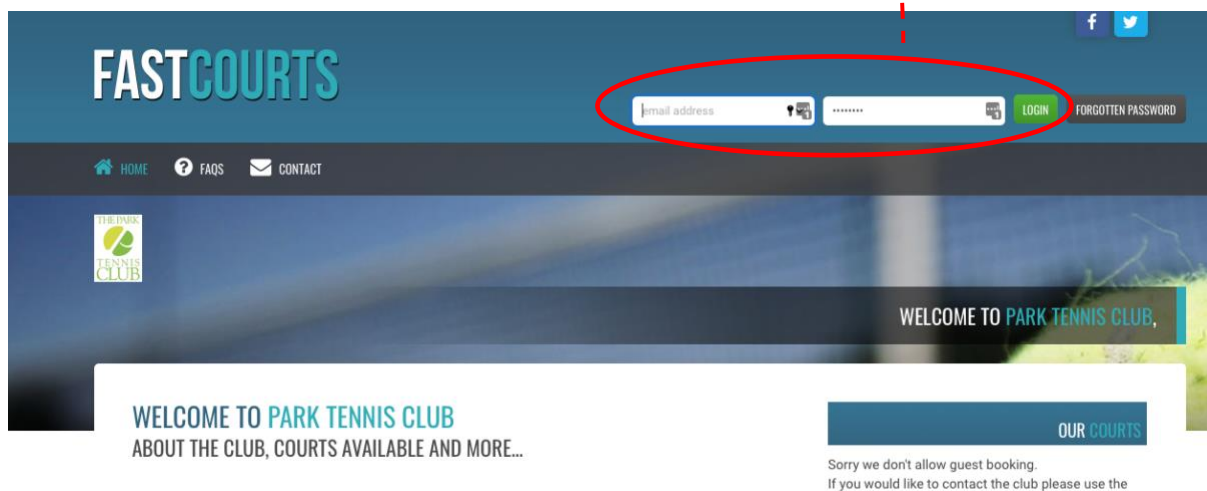 f
FASTCOURTS
email address ········ LOGIN FORGOTTEN PASSWORD
HOME ? FAQS CONTACT
THE PARK
TENNIS
CLUB
WELCOME TO PARK TENNIS CLUB,
WELCOME TO PARK TENNIS CLUB
ABOUT THE CLUB, COURTS AVAILABLE AND MORE...
OUR COURTS
Sorry we don't allow guest booking.
If you would like to contact the club please use the